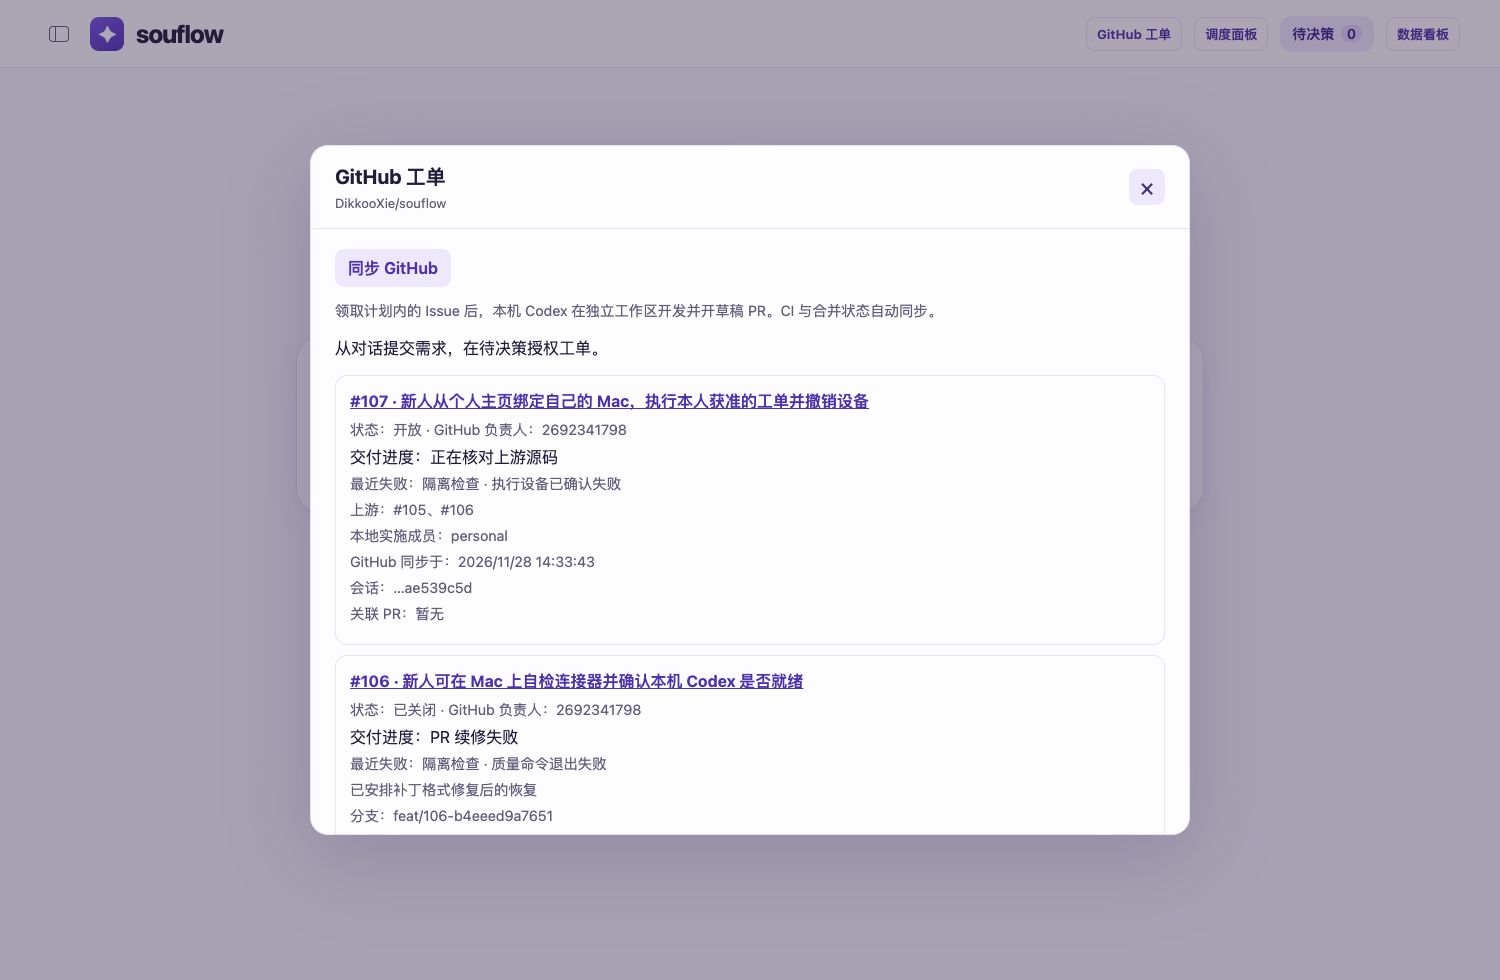 souflow
GitHub 工单
调度面板
待决策 0
数据看板
GitHub 工单
DikkooXie/souflow
同步 GitHub
领取计划内的 Issue 后，本机 Codex 在独立工作区开发并开草稿 PR。CI 与合并状态自动同步。
从对话提交需求，在待决策授权工单。
#107 · 新人从个人主页绑定自己的 Mac，执行本人获准的工单并撤销设备
状态：开放 · GitHub 负责人：2692341798
交付进度：正在核对上游源码
最近失败：隔离检查 · 执行设备已确认失败
上游：#105、#106
本地实施成员：personal
GitHub 同步于：2026/11/28 14:33:43
会话：…ae539c5d
关联 PR：暂无
#106 · 新人可在 Mac 上自检连接器并确认本机 Codex 是否就绪
状态：已关闭 · GitHub 负责人：2692341798
交付进度：PR 续修失败
最近失败：隔离检查 · 质量命令退出失败
已安排补丁格式修复后的恢复
分支：feat/106-b4eeed9a7651